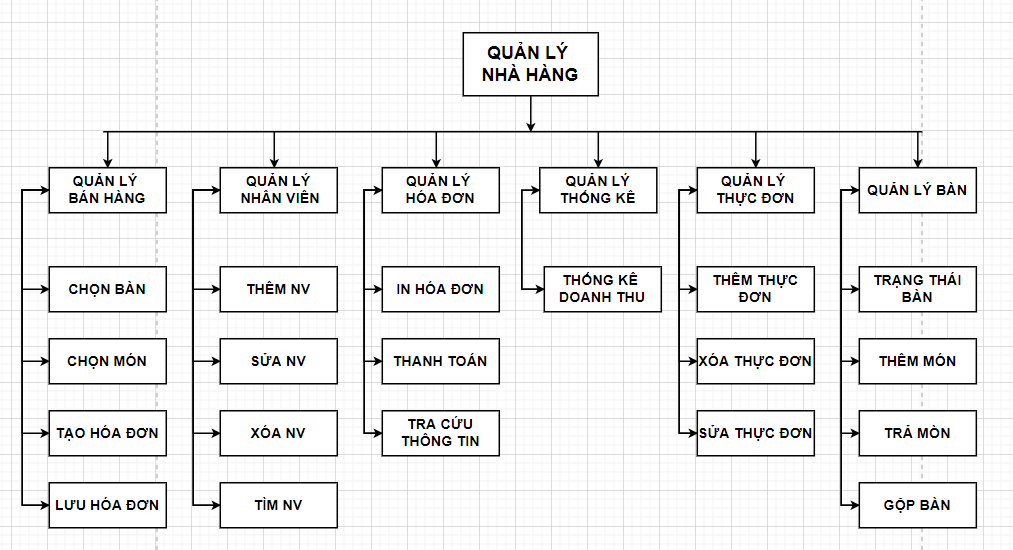 QUẢN LÝ
NHÀ HÀNG
QUẢN LÝ
BÁN HÀNG
QUẢN LÝ
NHÂN VIÊN
QUẢN LÝ
HÓA ĐƠN
QUẢN LÝ
THỐNG KÊ
QUẢN LÝ
THỰC ĐƠN
QUẢN LÝ BÀN
CHỌN BÀN
THÊM NV
IN HÓA ĐƠN
THỐNG KÊ
DOANH THU
THÊM THỰC
ĐƠN
TRẠNG THÁI
BÀN
CHỌN MÓN
SỬA NV
THANH TOÁN
XÓA THỰC ĐƠN
THÊM MÓN
TẠO HÓA ĐƠN
XÓA NV
TRA CỨU
THÔNG TIN
SỬA THỰC ĐƠN
TRẢ MÒN
LƯU HÓA ĐƠN
TÌM NV
GỘP BÀN